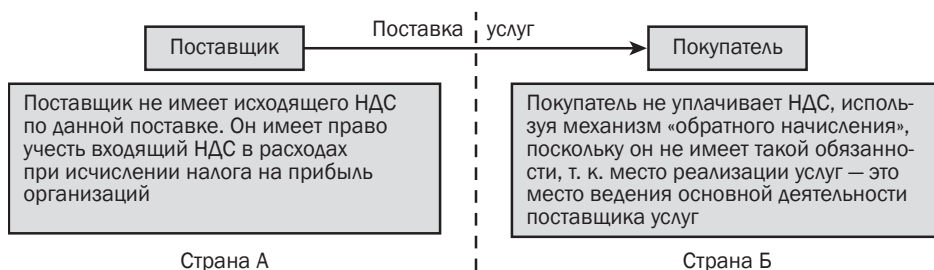 Поставка услуг
Поставщик
Покупатель
Поставщик не имеет исходящего НДС
по данной поставке. Он имеет право
учесть входящий НДС в расходах
при исчислении налога на прибыль
организаций
Покупатель не уплачивает НДС, исполь-
зуя механизм «обратного начисления»,
поскольку он не имеет такой обязанно-
сти, т. к. место реализации услуг — это
место ведения основной деятельности
поставщика услуг
Страна А
Страна Б